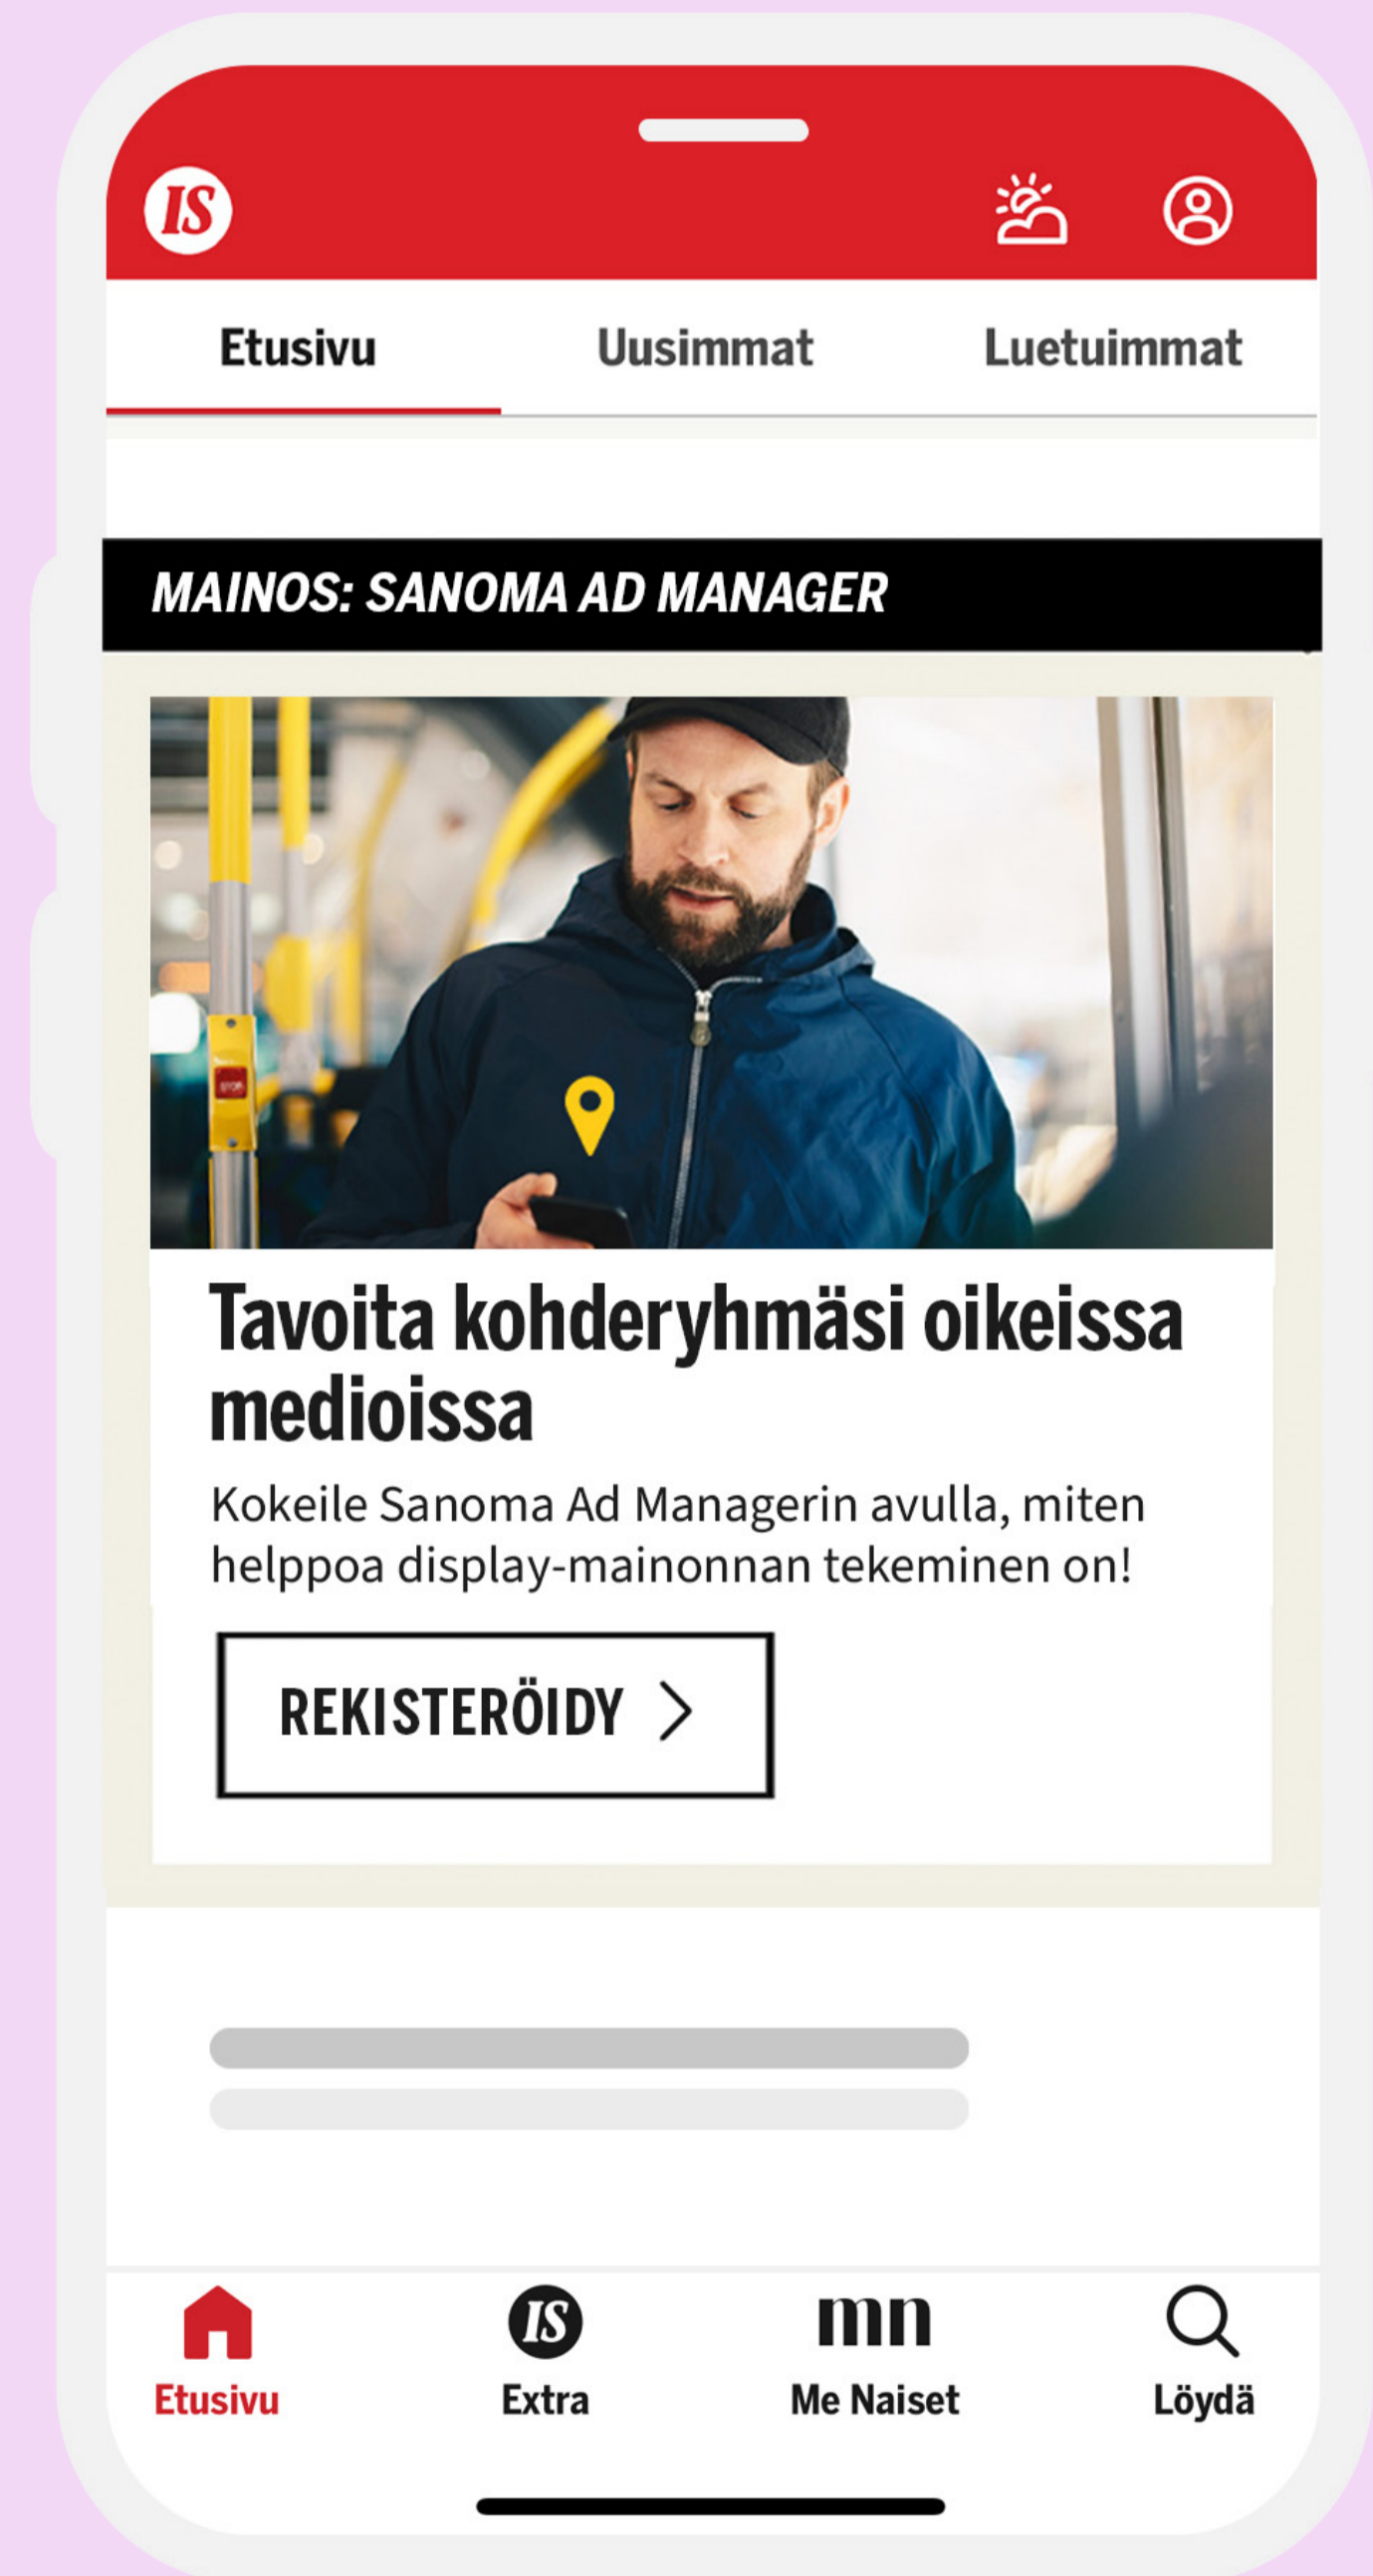 IS
Etusivu Uusimmat Luetuimmat
MAINOS: SANOMA AD MANAGER
STOP
Tavoita kohderyhmäsi oikeissa
medioissa
Kokeile Sanoma Ad Managerin avulla, miten
helppoa display-mainonnan tekeminen on!
REKISTERÖIDY
IS mn
Etusivu Extra Me Naiset Löydä